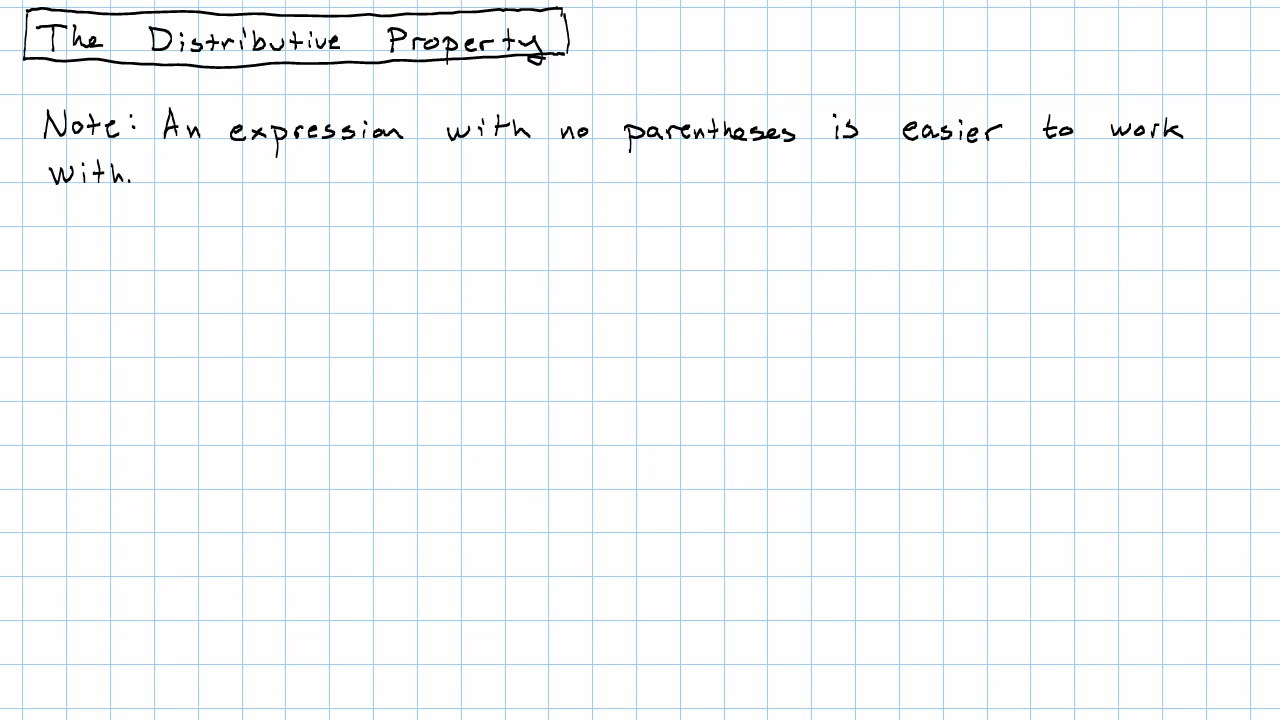 The Distributive Property
Note: An expression with no parentheses is easier to work
with.